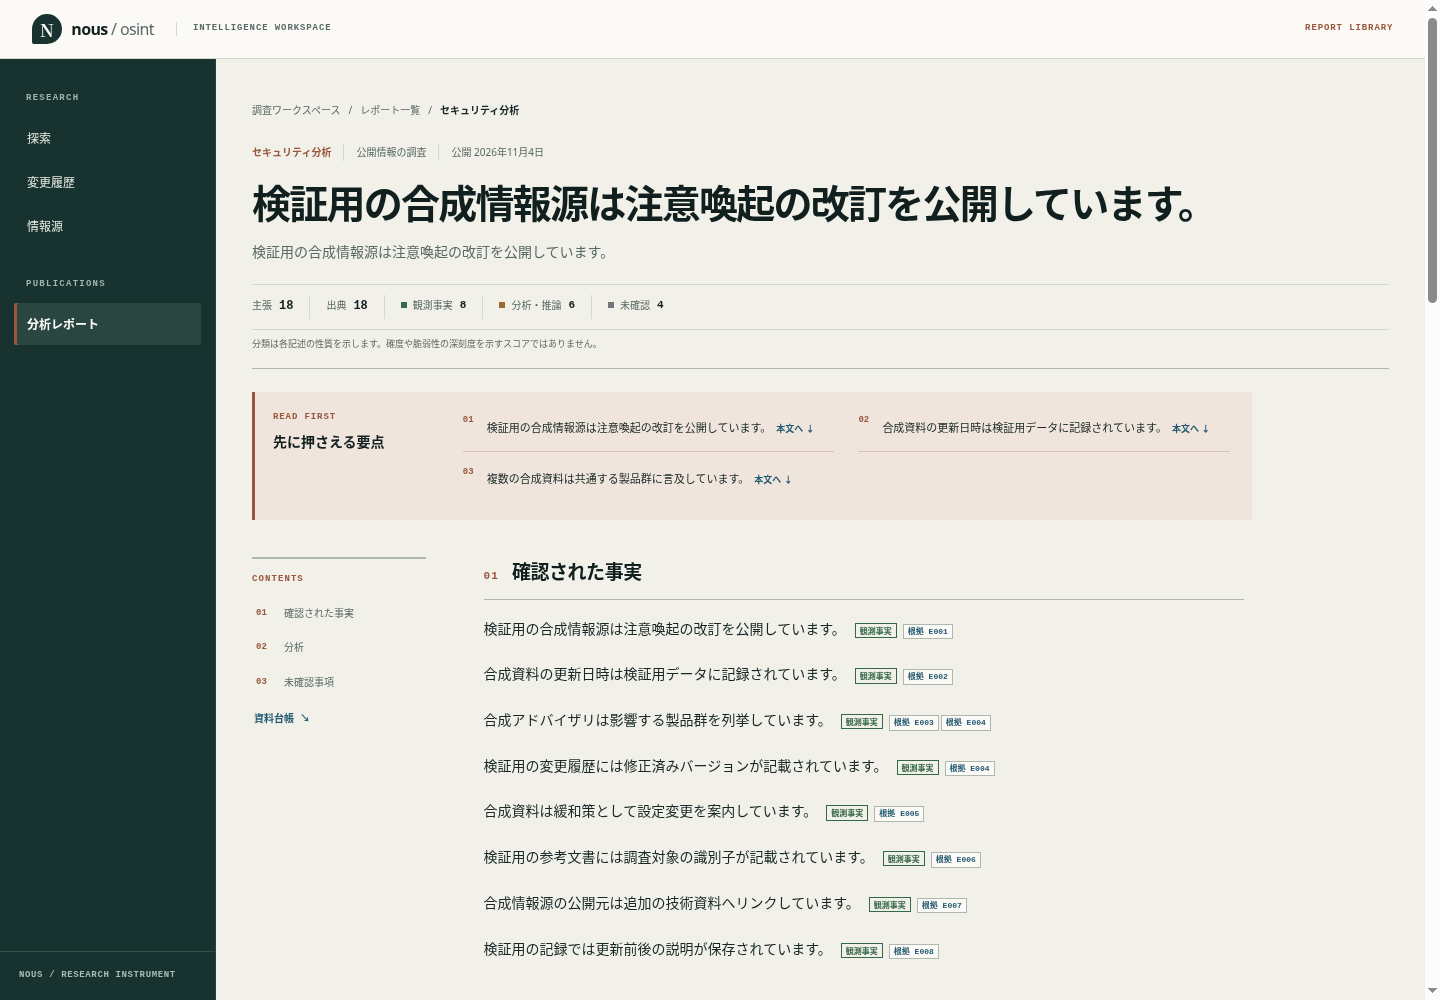 N nous / osint INTELLIGENCE WORKSPACE REPORT LIBRARY
RESEARCH
探索
変更履歴
情報源
PUBLICATIONS
分析レポート
NOUS / RESEARCH INSTRUMENT
調査ワークスペース / レポート一覧 / セキュリティ分析
セキュリティ分析 公開情報の調査 公開 2026年11月4日
検証用の合成情報源は注意喚起の改訂を公開しています。
検証用の合成情報源は注意喚起の改訂を公開しています。
主張 18 出典 18 観測事実 8 分析・推論 6 未確認 4
分類は各記述の性質を示します。確度や脆弱性の深刻度を示すスコアではありません。
READ FIRST
先に押さえる要点
01 検証用の合成情報源は注意喚起の改訂を公開しています。 本文へ ↓
02 合成資料の更新日時は検証用データに記録されています。 本文へ ↓
03 複数の合成資料は共通する製品群に言及しています。 本文へ ↓
CONTENTS
01 確認された事実
02 分析
03 未確認事項
資料台帳 ↘
01 確認された事実
検証用の合成情報源は注意喚起の改訂を公開しています。 観測事実 根拠 E001
合成資料の更新日時は検証用データに記録されています。 観測事実 根拠 E002
合成アドバイザリは影響する製品群を列挙しています。 観測事実 根拠 E003 根拠 E004
検証用の変更履歴には修正済みバージョンが記載されています。 観測事実 根拠 E004
合成資料は緩和策として設定変更を案内しています。 観測事実 根拠 E005
検証用の参考文書には調査対象の識別子が記載されています。 観測事実 根拠 E006
合成情報源の公開元は追加の技術資料へリンクしています。 観測事実 根拠 E007
検証用の記録では更新前後の説明が保存されています。 観測事実 根拠 E008